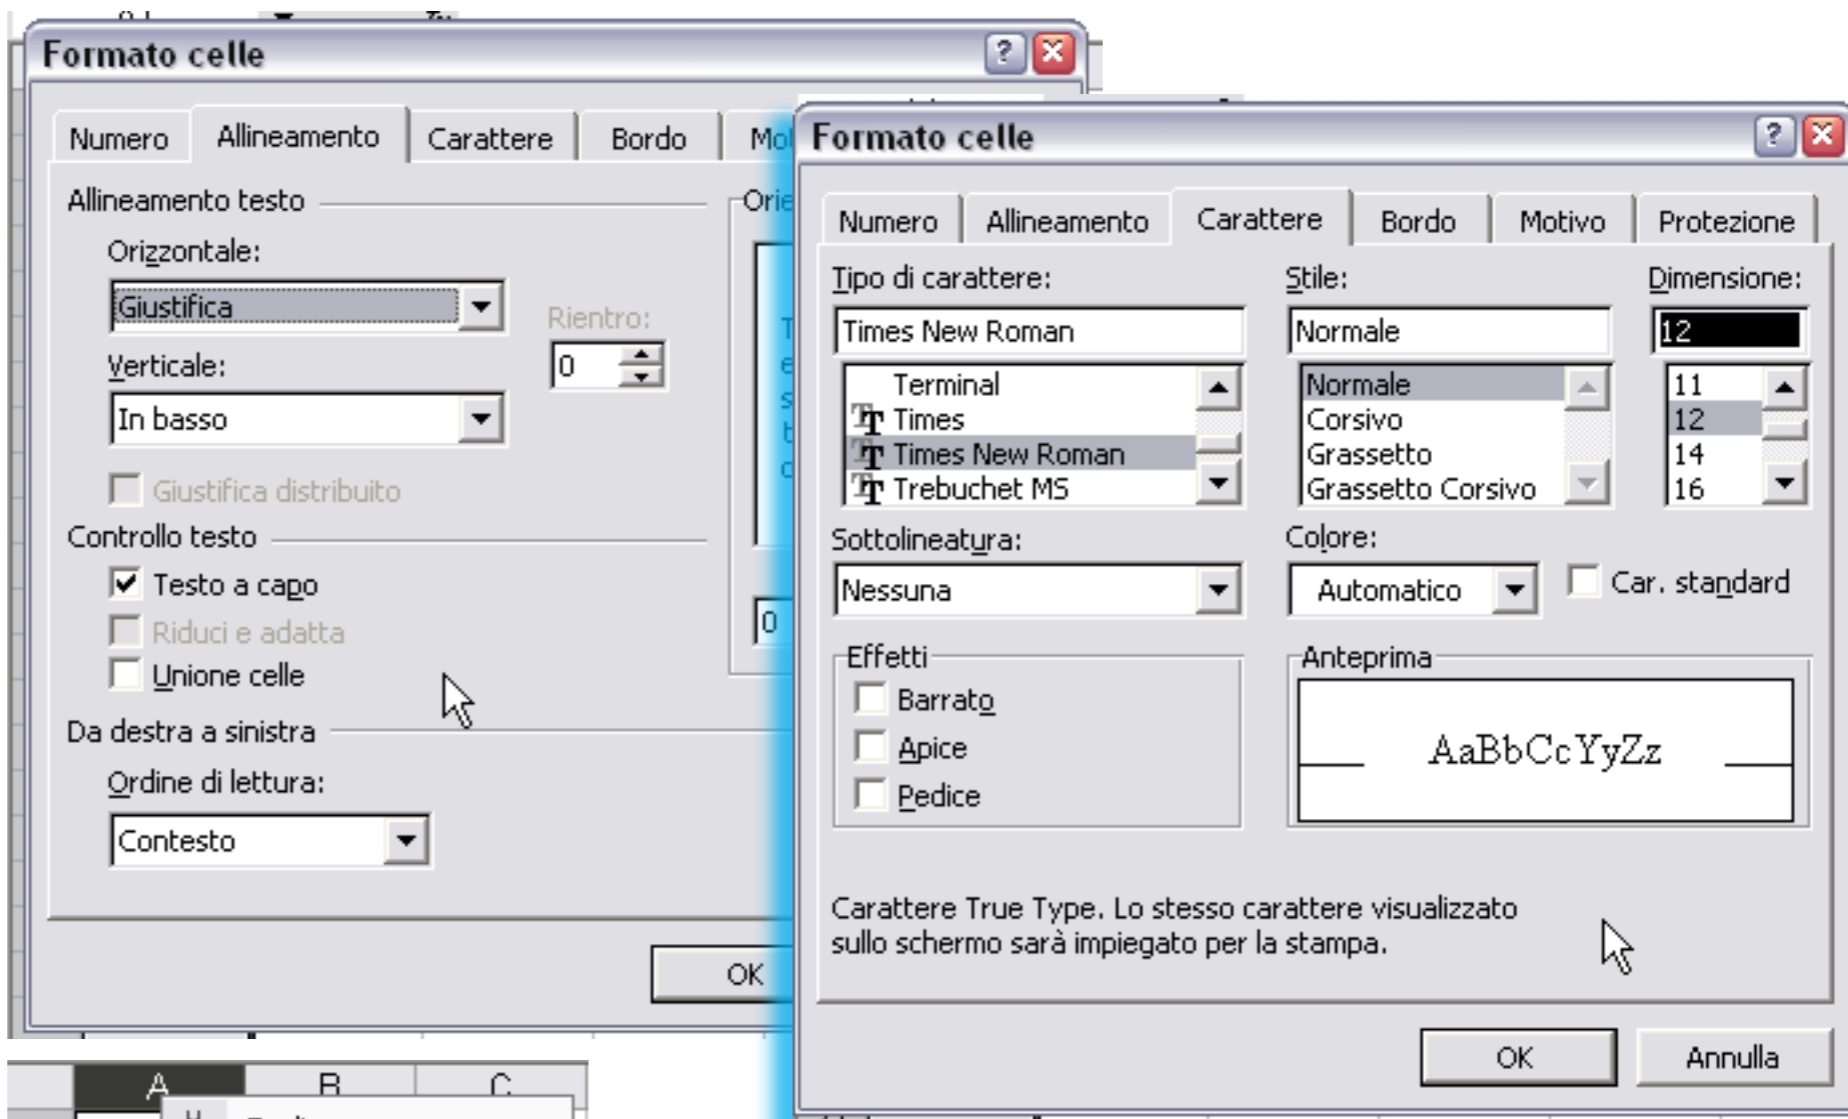 Formato celle
Numero Allineamento Carattere Bordo
Allineamento testo
Orizzontale:
Giustifica
Rientro:
0
Verticale:
In basso
Giustifica distribuito
Controllo testo
Testo a capo
Riduci e adatta
Unione celle
0
Da destra a sinistra
Ordine di lettura:
Contesto
OK
Formato celle
Numero Allineamento Carattere Bordo Motivo Protezione
Tipo di carattere: Stile: Dimensione:
Times New Roman Normale 12
Terminal Normale 11
Times Corsivo 12
Times New Roman Grassetto 14
Trebuchet MS Grassetto Corsivo 16
Sottolineatura: Colore:
Nessuna Automatico Car. standard
Effetti Anteprima
Barrato
Apice
Pedice
AaBbCcYyZz
Carattere True Type. Lo stesso carattere visualizzato
sullo schermo sarà impiegato per la stampa.
OK Annulla
A B C